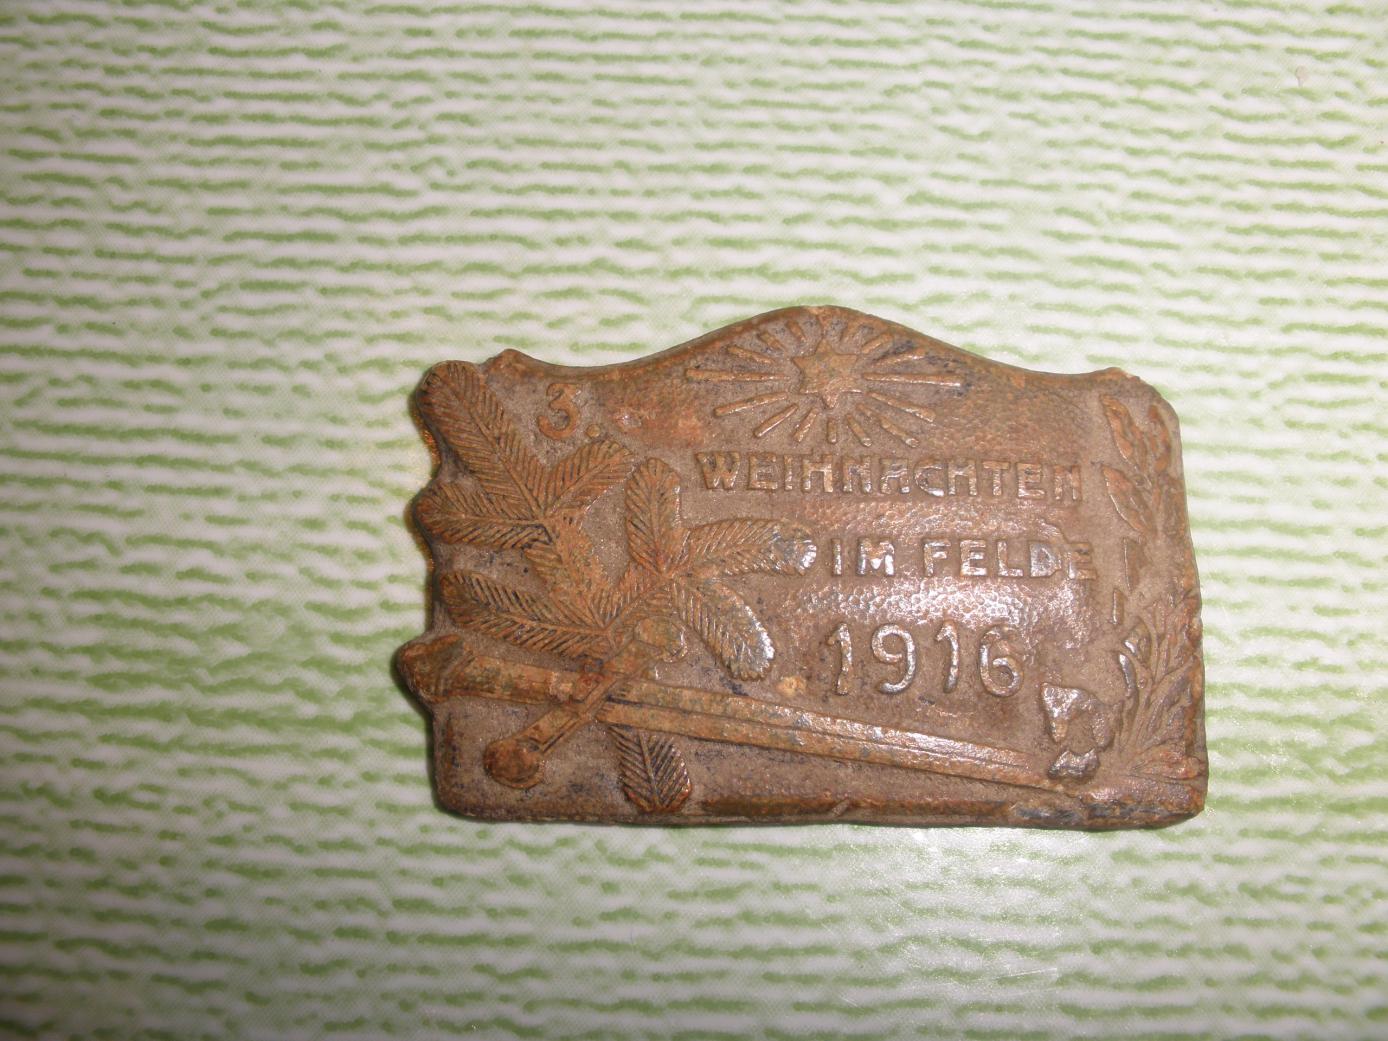 3.
WEIHNACHTEN
IM FELDE
1916